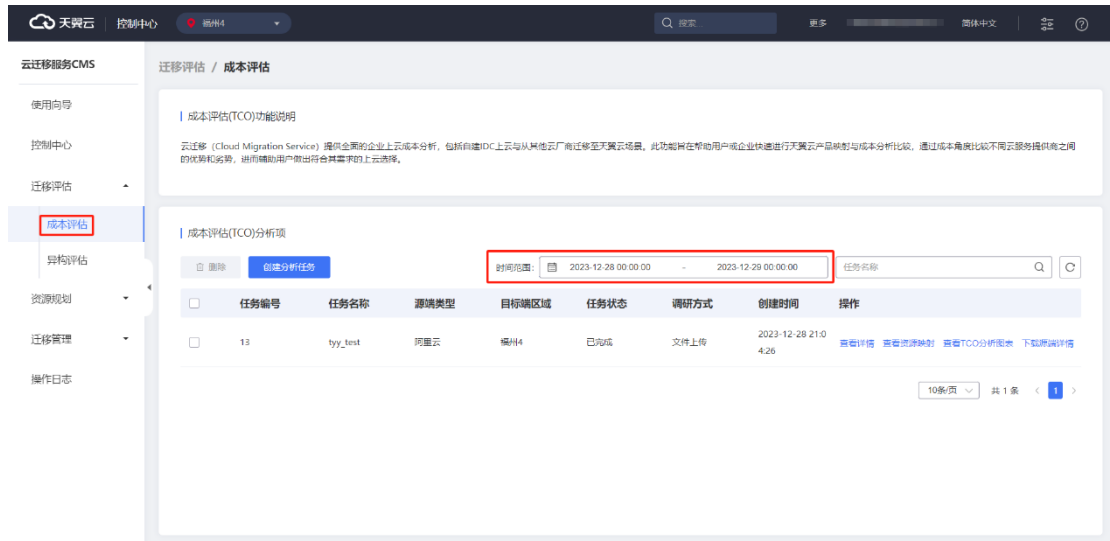 天翼云 控制中心 福州4 搜索... 更多 简体中文
云迁移服务CMS
迁移评估 / 成本评估
使用向导
控制中心
迁移评估
成本评估
异构评估
资源规划
迁移管理
操作日志
成本评估(TCO)功能说明
云迁移（Cloud Migration Service）提供全面的企业上云成本分析，包括自建IDC上云与从其他云厂商迁移至天翼云场景。此功能旨在帮助用户或企业快速进行天翼云产品映射与成本分析比较，通过成本角度比较不同云服务提供商之间
的优势和劣势，进而辅助用户做出符合其需求的上云选择。
成本评估(TCO)分析项
删除 创建分析任务 时间范围： 2023-12-28 00:00:00 - 2023-12-29 00:00:00 任务名称
任务编号 任务名称 源端类型 目标端区域 任务状态 调研方式 创建时间 操作
13 tyy_test 阿里云 福州4 已完成 文件上传 2023-12-28 21:0
4:26 查看详情 查看资源映射 查看TCO分析图表 下载源端详情
10条/页 共 1 条 1